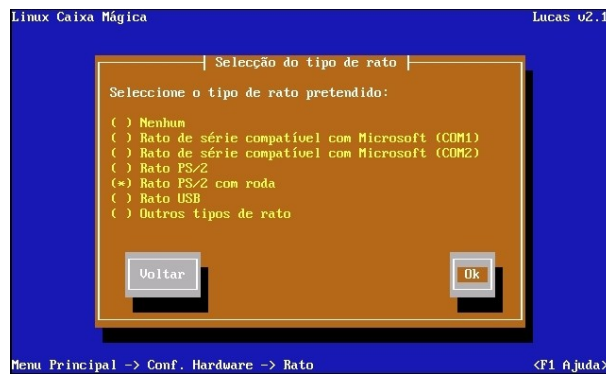 Linux Caixa Mágica Lucas v2.1
Selecção do tipo de rato
Seleccione o tipo de rato pretendido:
( ) Nenhum
( ) Rato de série compatível com Microsoft (COM1)
( ) Rato de série compatível com Microsoft (COM2)
( ) Rato PS/2
(*) Rato PS/2 com roda
( ) Rato USB
( ) Outros tipos de rato
Voltar Ok
Menu Principal -> Conf. Hardware -> Rato <F1 Ajuda>